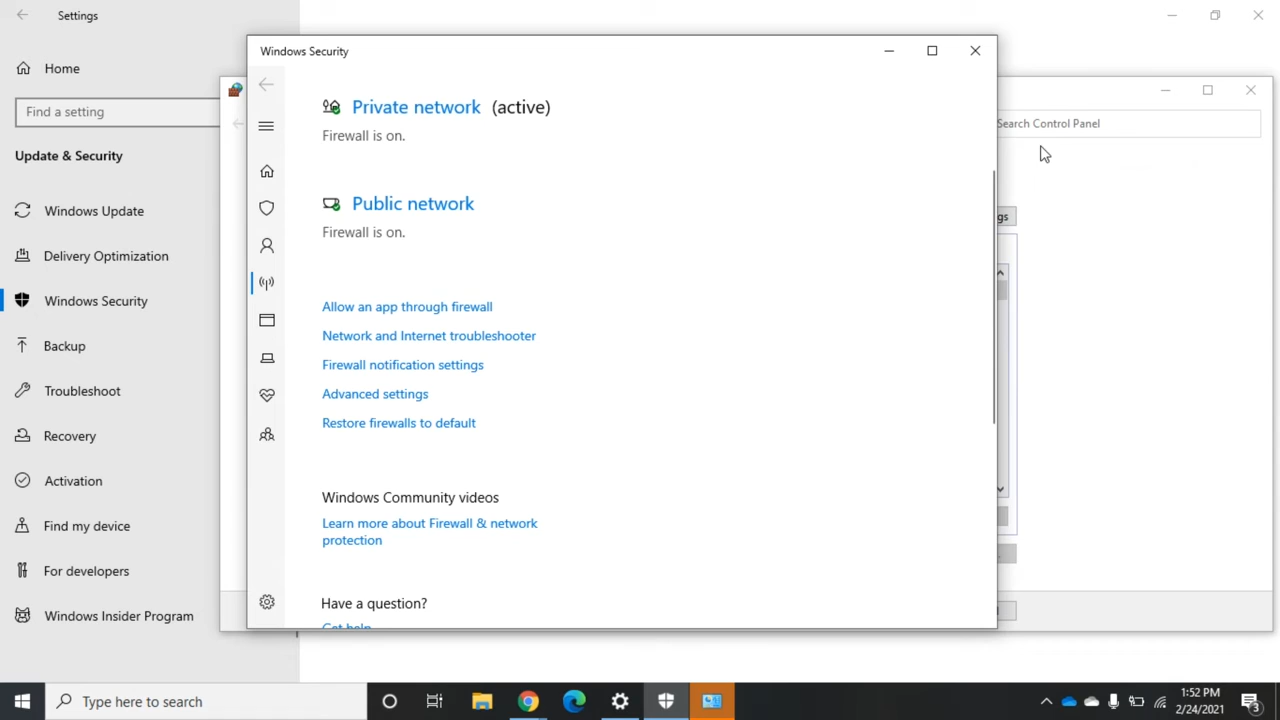 Settings
Home
Find a setting
Update & Security
Windows Update
Delivery Optimization
Windows Security
Backup
Troubleshoot
Recovery
Activation
Find my device
For developers
Windows Insider Program
Windows Security
Private network (active)
Firewall is on.
Public network
Firewall is on.
Allow an app through firewall
Network and Internet troubleshooter
Firewall notification settings
Advanced settings
Restore firewalls to default
Windows Community videos
Learn more about Firewall & network
protection
Have a question?
Get help
Search Control Panel
gs
Type here to search
1:52 PM
2/24/2021
3